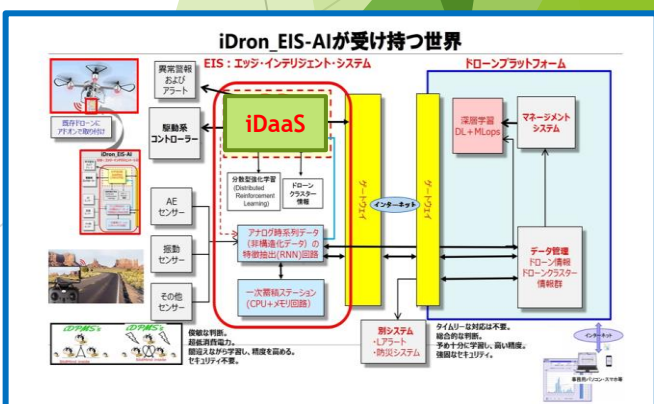 iDron_EIS-AIが受け持つ世界
EIS：エッジ・インテリジェント・システム
ドローンプラットフォーム
異常警報
および
アラート
既存ドローンに
アドオンで取り付け
駆動系
コントローラー
iDaaS
深層学習
DL＋MLops
マネージメント
システム
iDron_EIS-AI
分散型強化学習
(Distributed
Reinforcement
Learning)
ドローン
クラスター
情報
AE
センサー
ゲートウェイ
インターネット
ゲートウェイ
振動
センサー
アナログ時系列データ
（非構造化データ）の
特徴抽出(RNN)回路
データ管理
ドローン情報
ドローンクラスター
情報群
その他
センサー
一次蓄積ステーション
(CPU＋メモリ回路)
iDPMS's
iDPMS's
俊敏な判断。
超低消費電力。
間違えながら学習し、精度を高める。
セキュリティ不要。
別システム
・Lアラート
・防災システム
タイムリーな対応は不要。
総合的な判断。
予め十分に学習し、高い精度。
強固なセキュリティ。
インターネット
事務所パソコン・スマホ等